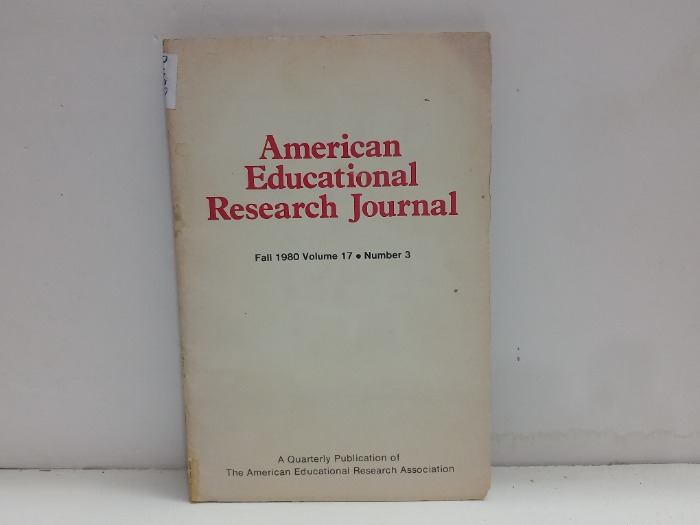 American
Educational
Research Journal
Fall 1980 Volume 17 • Number 3
A Quarterly Publication of
The American Educational Research Association